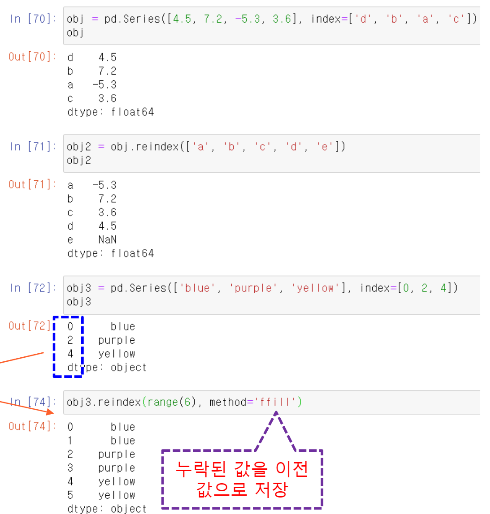 In [70]: obj = pd.Series([4.5, 7.2, -5.3, 3.6], index=['d', 'b', 'a', 'c'])
obj
Out[70]: d 4.5
b 7.2
a -5.3
c 3.6
dtype: float64
In [71]: obj2 = obj.reindex(['a', 'b', 'c', 'd', 'e'])
obj2
Out[71]: a -5.3
b 7.2
c 3.6
d 4.5
e NaN
dtype: float64
In [72]: obj3 = pd.Series(['blue', 'purple', 'yellow'], index=[0, 2, 4])
obj3
Out[72] 0 blue
2 purple
4 yellow
dtype: object
In [74]: obj3.reindex(range(6), method='ffill')
Out[74]: 0 blue
1 blue
2 purple
3 purple
4 yellow
5 yellow
dtype: object
누락된 값을 이전
값으로 저장